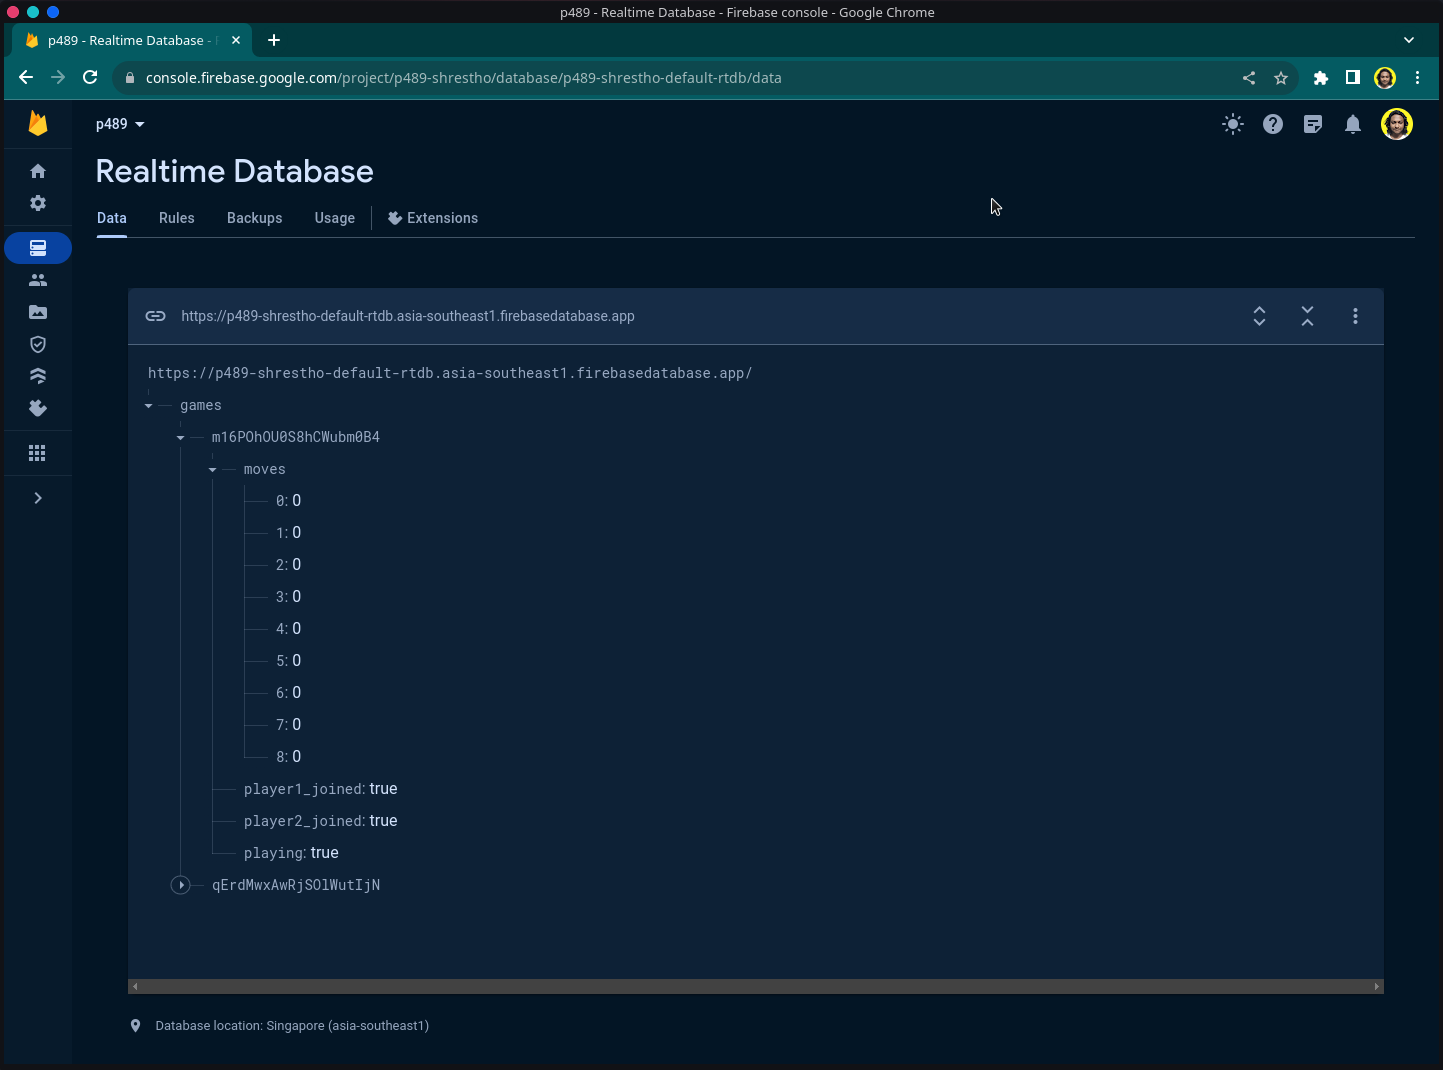 p489 - Realtime Database - Firebase console - Google Chrome
p489 - Realtime Database -
console.firebase.google.com/project/p489-shrestho/database/p489-shrestho-default-rtdb/data
p489
Realtime Database
Data Rules Backups Usage Extensions
https://p489-shrestho-default-rtdb.asia-southeast1.firebasedatabase.app
https://p489-shrestho-default-rtdb.asia-southeast1.firebasedatabase.app/
games
m16POhOU0S8hCWubm0B4
moves
0: 0
1: 0
2: 0
3: 0
4: 0
5: 0
6: 0
7: 0
8: 0
player1_joined: true
player2_joined: true
playing: true
qErdMwxAwRjSOlWutIjN
Database location: Singapore (asia-southeast1)